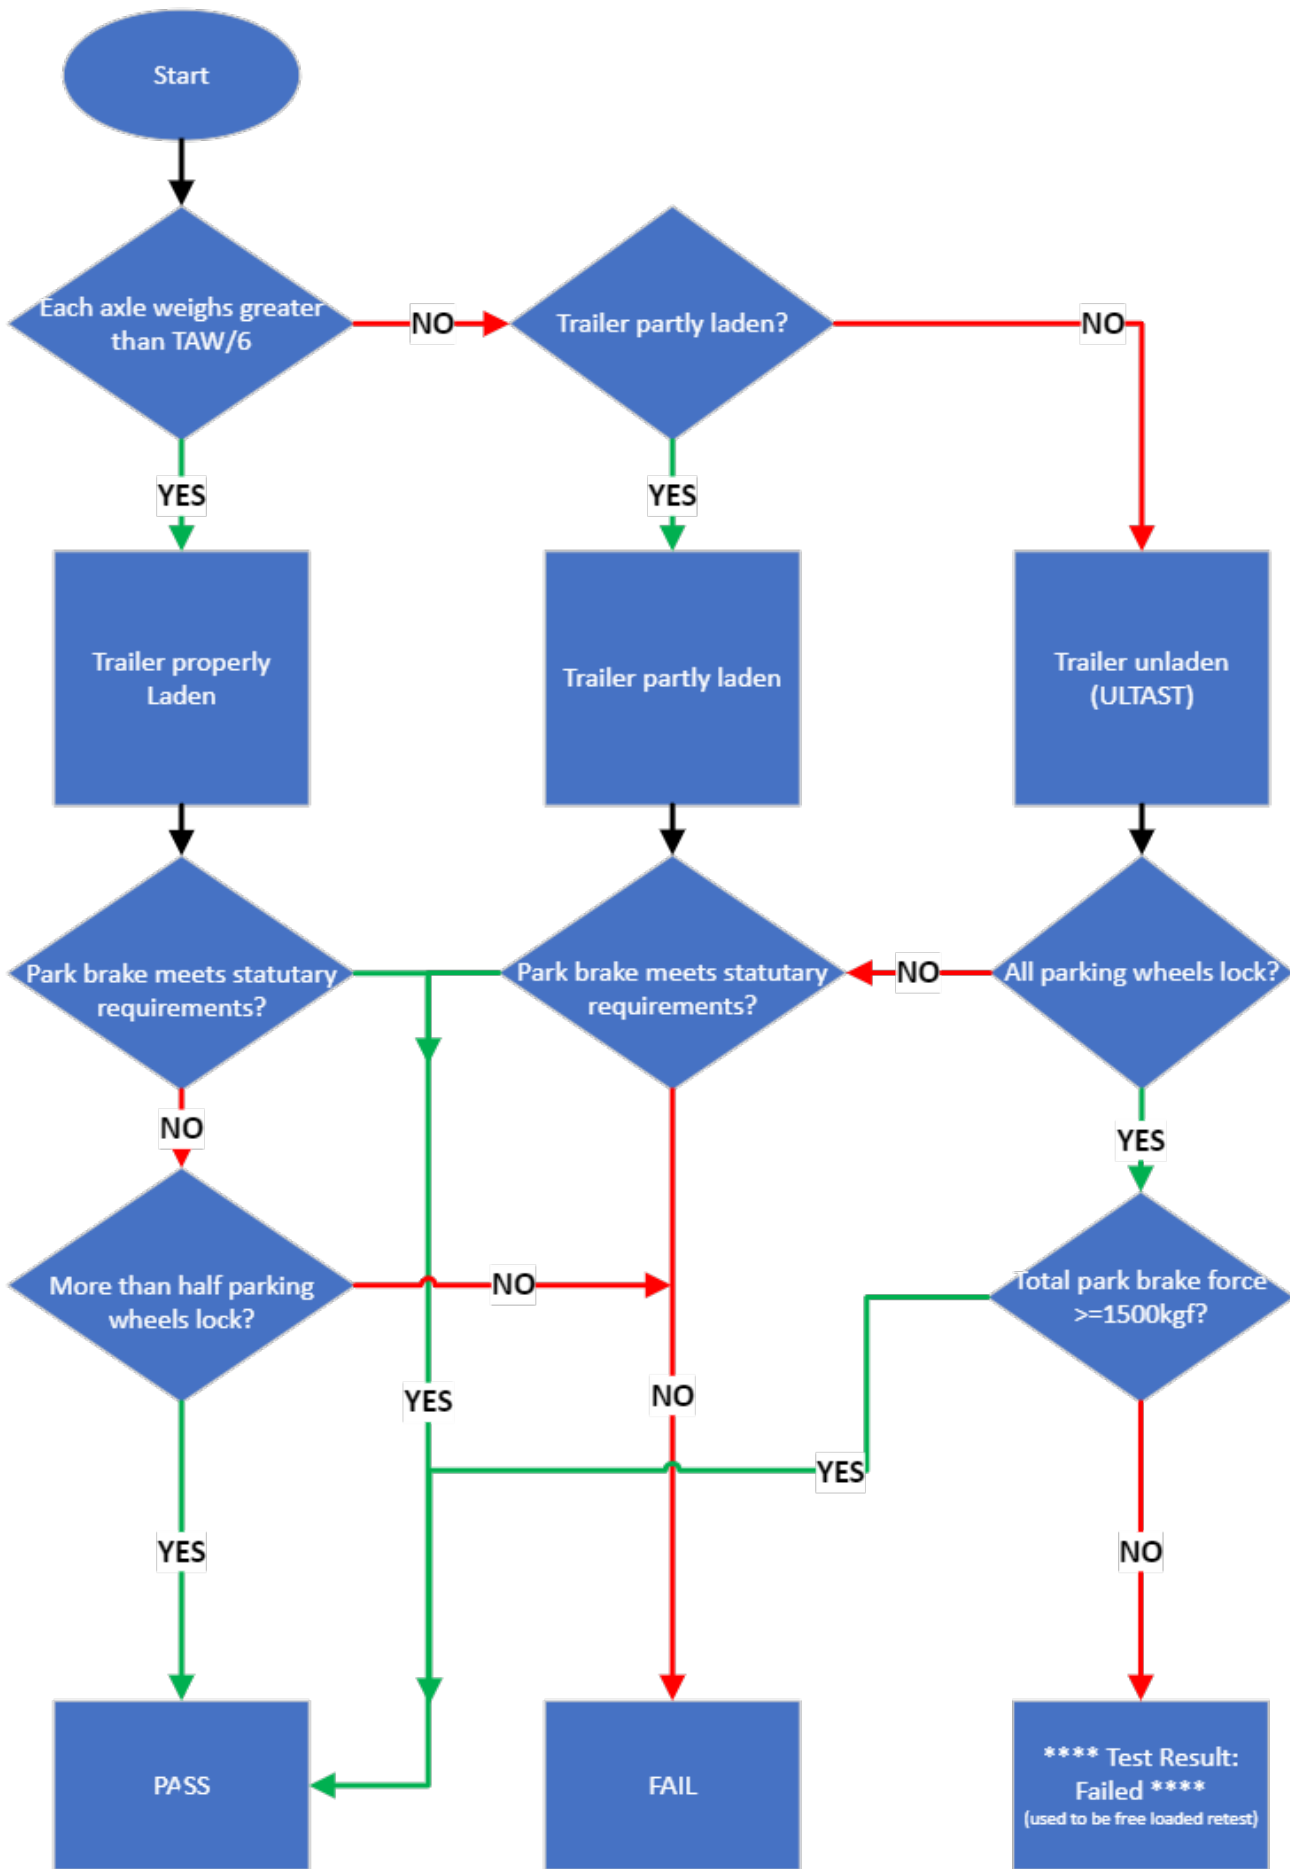 Start
Each axle weighs greater
than TAW/6
NO
Trailer partly laden?
NO
YES
YES
Trailer properly
Laden
Trailer partly laden
Trailer unladen
(ULTAST)
Park brake meets statutary
requirements?
Park brake meets statutary
requirements?
NO
All parking wheels lock?
NO
YES
More than half parking
wheels lock?
NO
Total park brake force
>=1500kgf?
YES
NO
YES
YES
NO
PASS
FAIL
**** Test Result:
Failed ****
(used to be free loaded retest)